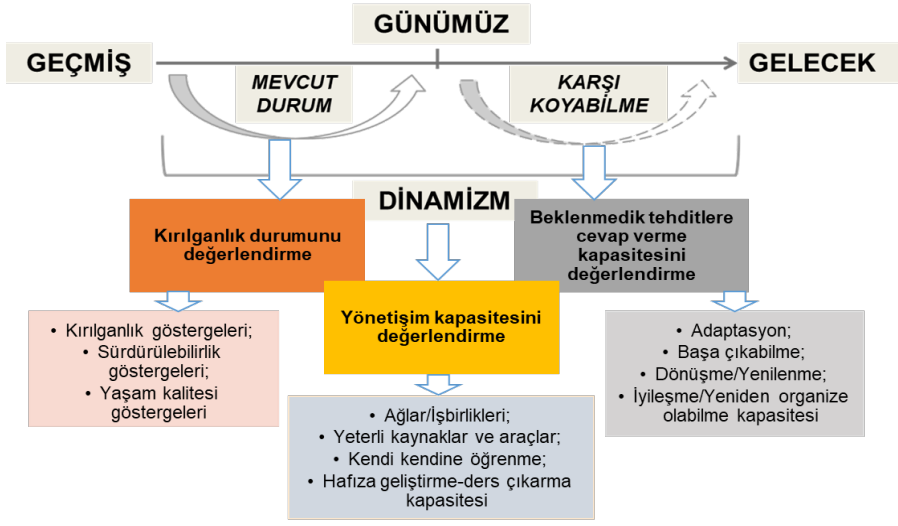 GÜNÜMÜZ
GEÇMİŞ
GELECEK
MEVCUT
DURUM
KARŞI
KOYABİLME
DİNAMİZM
Kırılganlık durumunu
değerlendirme
Beklenmedik tehditlere
cevap verme
kapasitesini
değerlendirme
Yönetişim kapasitesini
değerlendirme
• Kırılganlık göstergeleri;
• Sürdürülebilirlik
göstergeleri;
• Yaşam kalitesi
göstergeleri
• Adaptasyon;
• Başa çıkabilme;
• Dönüşme/Yenilenme;
• İyileşme/Yeniden organize
olabilme kapasitesi
• Ağlar/İşbirlikleri;
• Yeterli kaynaklar ve araçlar;
• Kendi kendine öğrenme;
• Hafıza geliştirme-ders çıkarma
kapasitesi